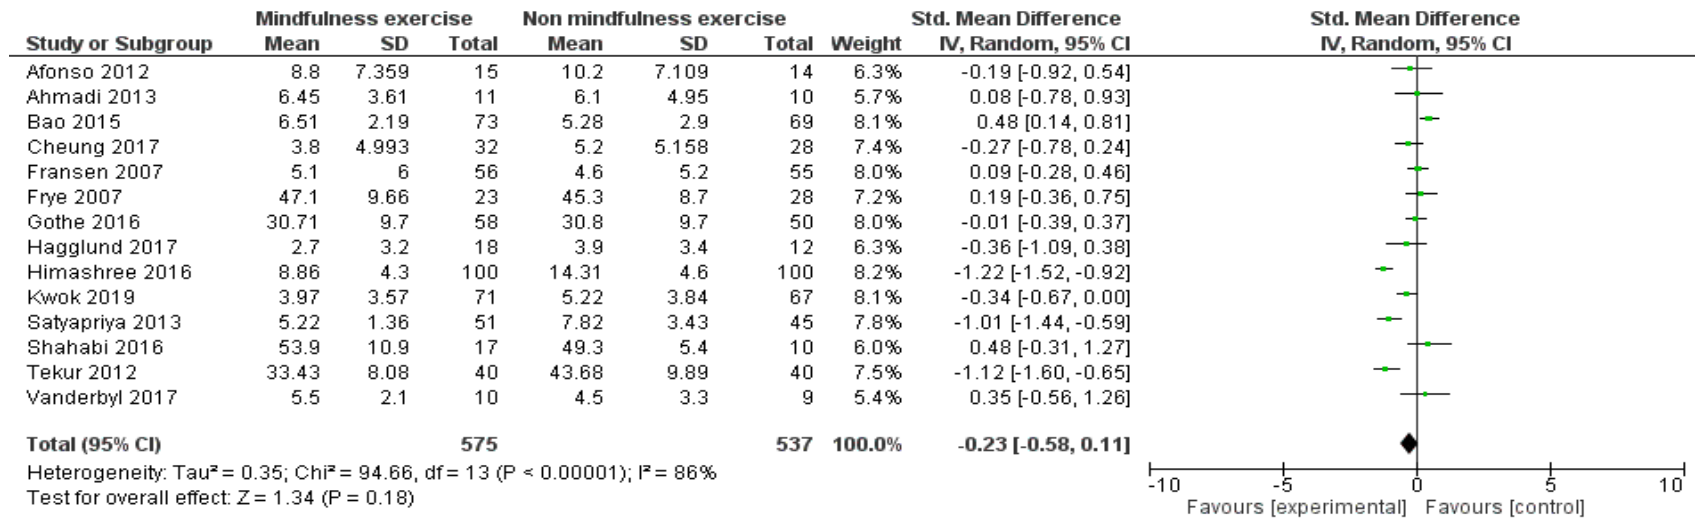 Mindfulness exercise Non mindfulness exercise Std. Mean Difference Std. Mean Difference
Study or Subgroup Mean SD Total Mean SD Total Weight IV, Random, 95% CI IV, Random, 95% CI
Afonso 2012 8.8 7.359 15 10.2 7.109 14 6.3% -0.19 [-0.92, 0.54]
Ahmadi 2013 6.45 3.61 11 6.1 4.95 10 5.7% 0.08 [-0.78, 0.93]
Bao 2015 6.51 2.19 73 5.28 2.9 69 8.1% 0.48 [0.14, 0.81]
Cheung 2017 3.8 4.993 32 5.2 5.158 28 7.4% -0.27 [-0.78, 0.24]
Fransen 2007 5.1 6 56 4.6 5.2 55 8.0% 0.09 [-0.28, 0.46]
Frye 2007 47.1 9.66 23 45.3 8.7 28 7.2% 0.19 [-0.36, 0.75]
Gothe 2016 30.71 9.7 58 30.8 9.7 50 8.0% -0.01 [-0.39, 0.37]
Hagglund 2017 2.7 3.2 18 3.9 3.4 12 6.3% -0.36 [-1.09, 0.38]
Himashree 2016 8.86 4.3 100 14.31 4.6 100 8.2% -1.22 [-1.52, -0.92]
Kwok 2019 3.97 3.57 71 5.22 3.84 67 8.1% -0.34 [-0.67, 0.00]
Satyapriya 2013 5.22 1.36 51 7.82 3.43 45 7.8% -1.01 [-1.44, -0.59]
Shahabi 2016 53.9 10.9 17 49.3 5.4 10 6.0% 0.48 [-0.31, 1.27]
Tekur 2012 33.43 8.08 40 43.68 9.89 40 7.5% -1.12 [-1.60, -0.65]
Vanderbyl 2017 5.5 2.1 10 4.5 3.3 9 5.4% 0.35 [-0.56, 1.26]
Total (95% CI) 575 537 100.0% -0.23 [-0.58, 0.11]
Heterogeneity: Tau² = 0.35; Chi² = 94.66, df = 13 (P < 0.00001); I² = 86%
Test for overall effect: Z = 1.34 (P = 0.18)
-10 -5 0 5 10
Favours [experimental] Favours [control]